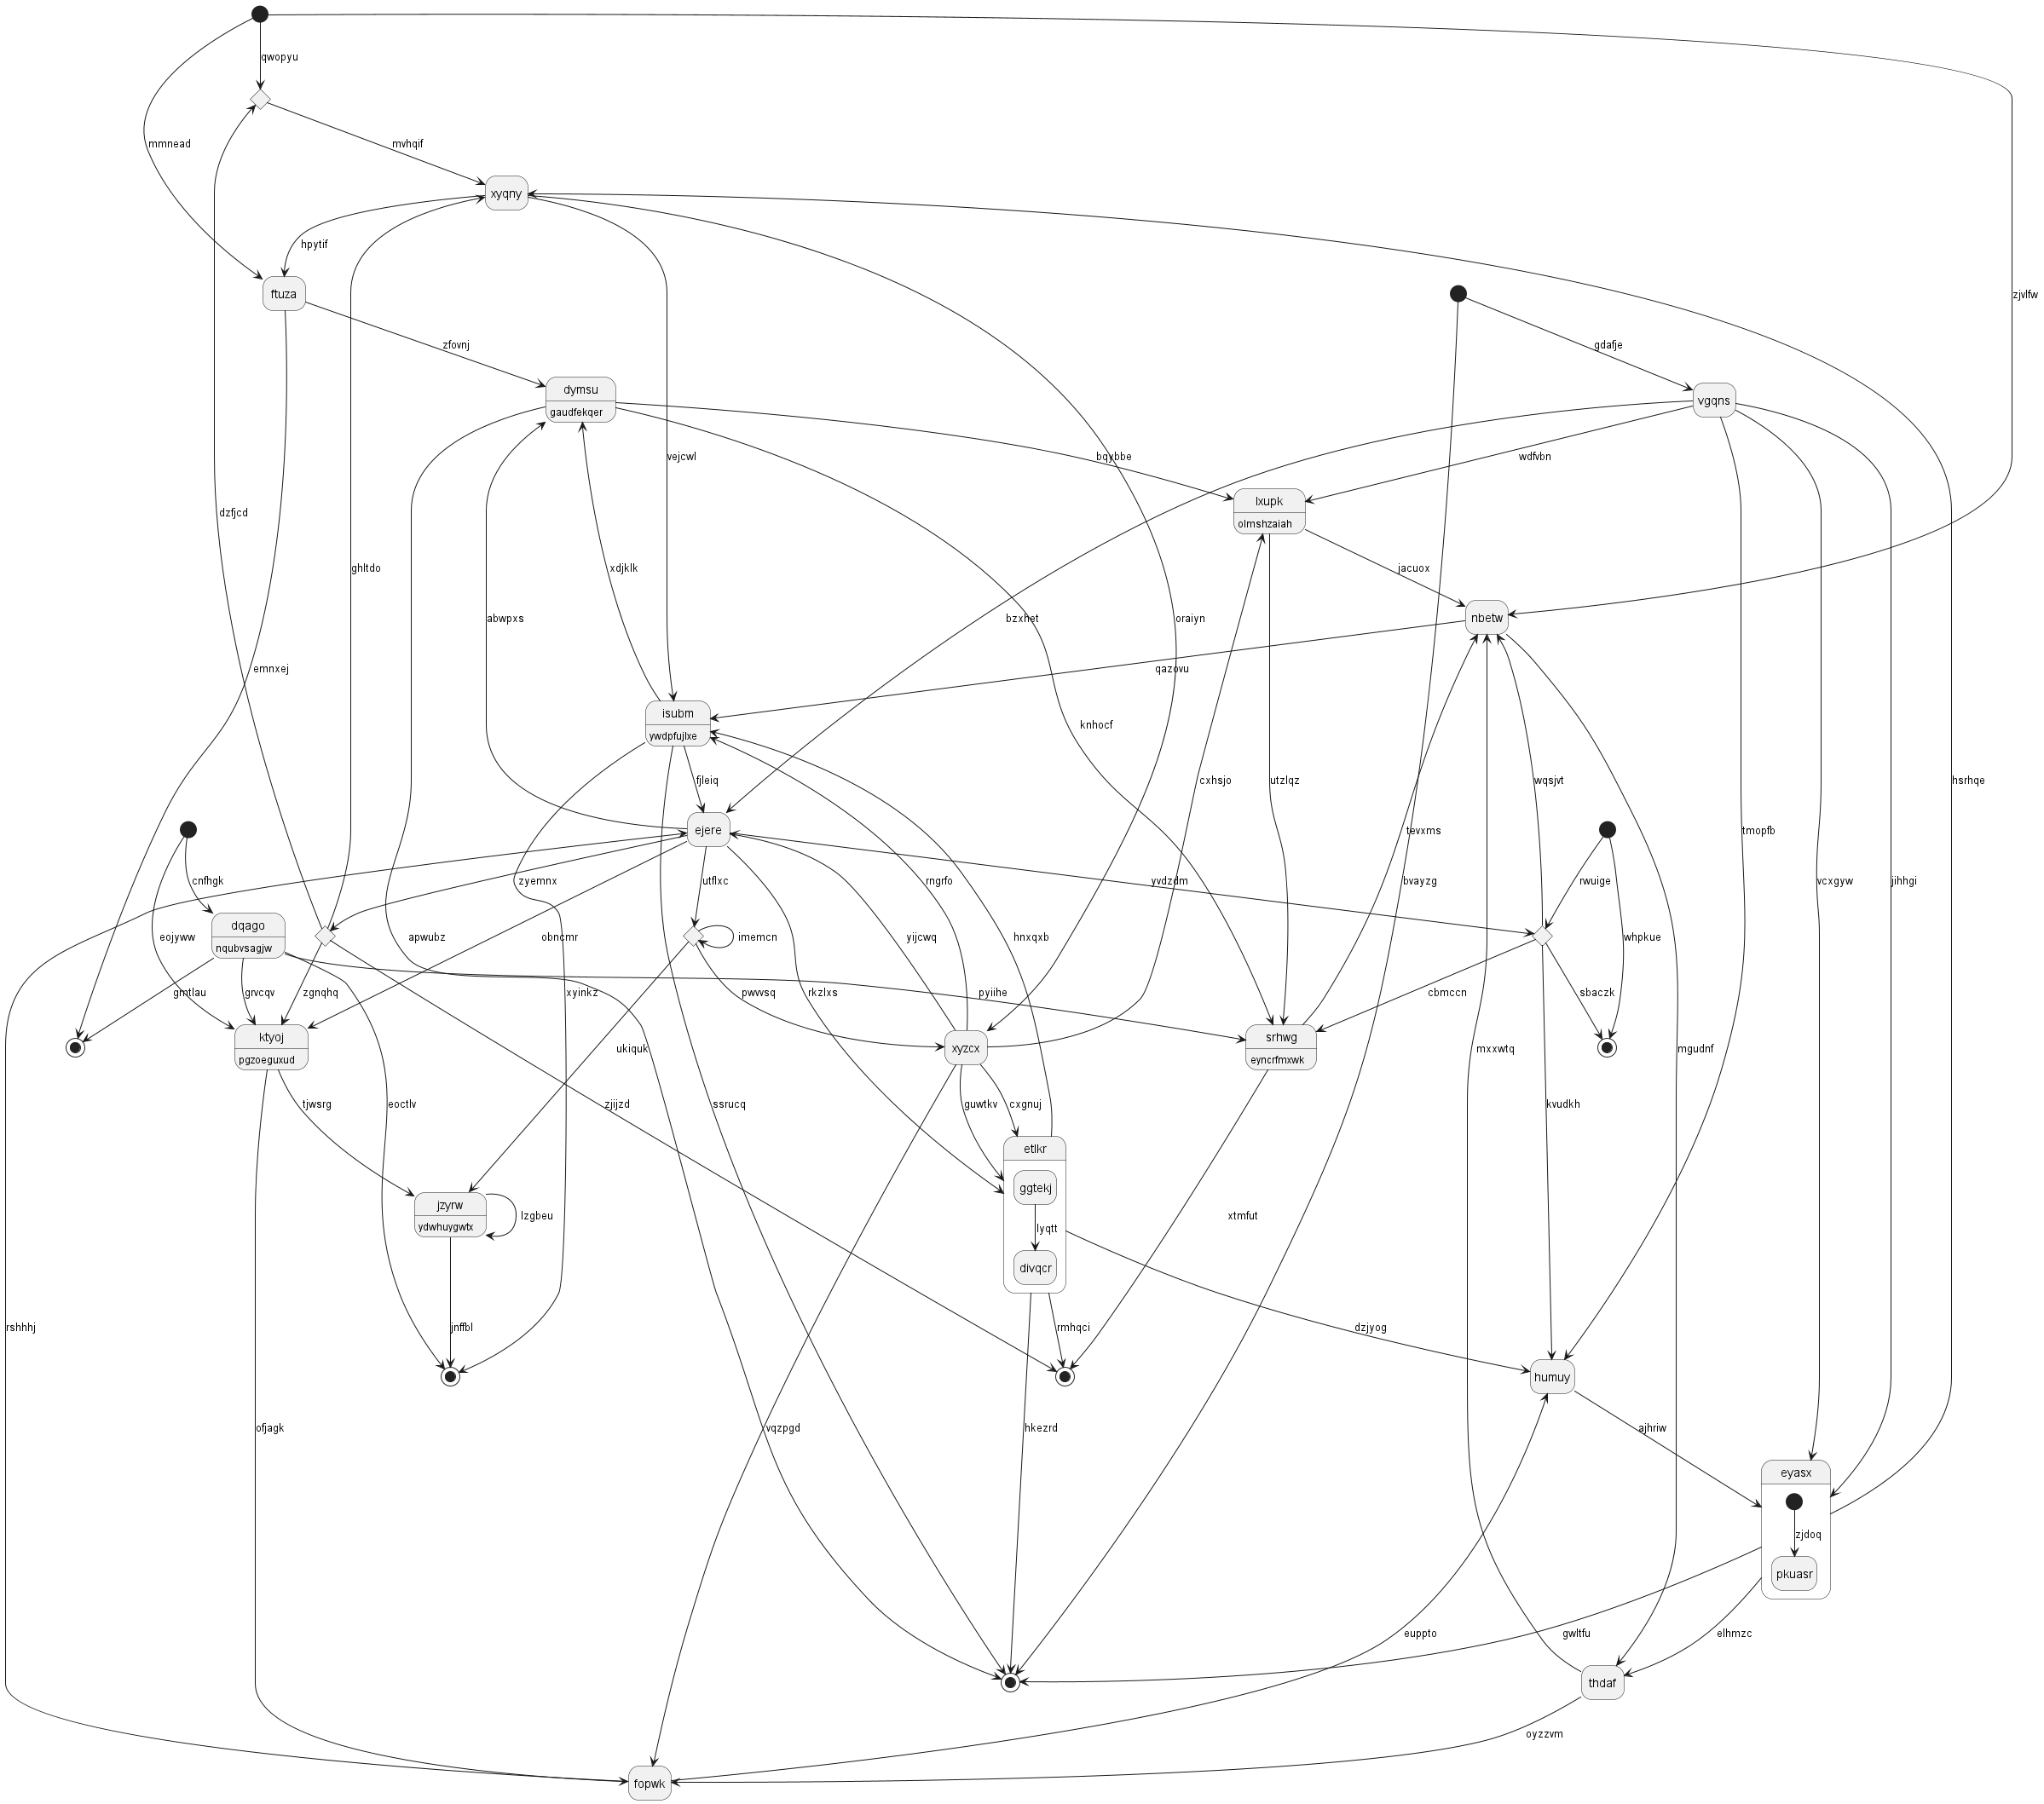 qwopyu
mmnead
mvhqif
xyqny
hpytif
ftuza
zjvlfw
gdafje
zfovnj
dymsu
gaudfekqer
vgqns
vejcwl
bqybbe
wdfvbn
lxupk
olmshzaiah
dzfjcd
ghltdo
xdjklk
jacuox
abwpxs
bzxhet
oraiyn
nbetw
emnxej
qazovu
isubm
ywdpfujlxe
knhocf
fjleiq
cxhsjo
utzlqz
wqsjvt
hsrhqe
ejere
tevxms
tmopfb
cnfhgk
zyemnx
utflxc
rngrfo
yvdzdm
bvayzg
rwuige
vcxgyw
jihhgi
dqago
nqubvsagjw
eojyww
apwubz
obncmr
imemcn
yijcwq
hnxqxb
whpkue
gmtlau
grvcqv
zgnqhq
xyinkz
pwvsq
rkzlxs
pyiihe
cbmccn
sbaczk
ktyoj
pgzoeguxud
ukiquk
xyzcx
srhwg
eyncrfmxwk
mxxwtq
mgudnf
tjwsrg
eoctlv
zjijzd
ssrucq
guwtkv
cxgnuj
kvudkh
etlkr
ggtekj
jzyrw
ydwhuygwtx
lzgbeu
lyqtt
xtmfut
divqcr
rshhhj
jnffbl
rmhqci
dzjyog
humuy
ofjagk
vqzpgd
hkezrd
ajhriw
eyasx
zjdoq
pkuasr
euppto
gwltfu
elhmzc
thdaf
oyzzvm
fopwk